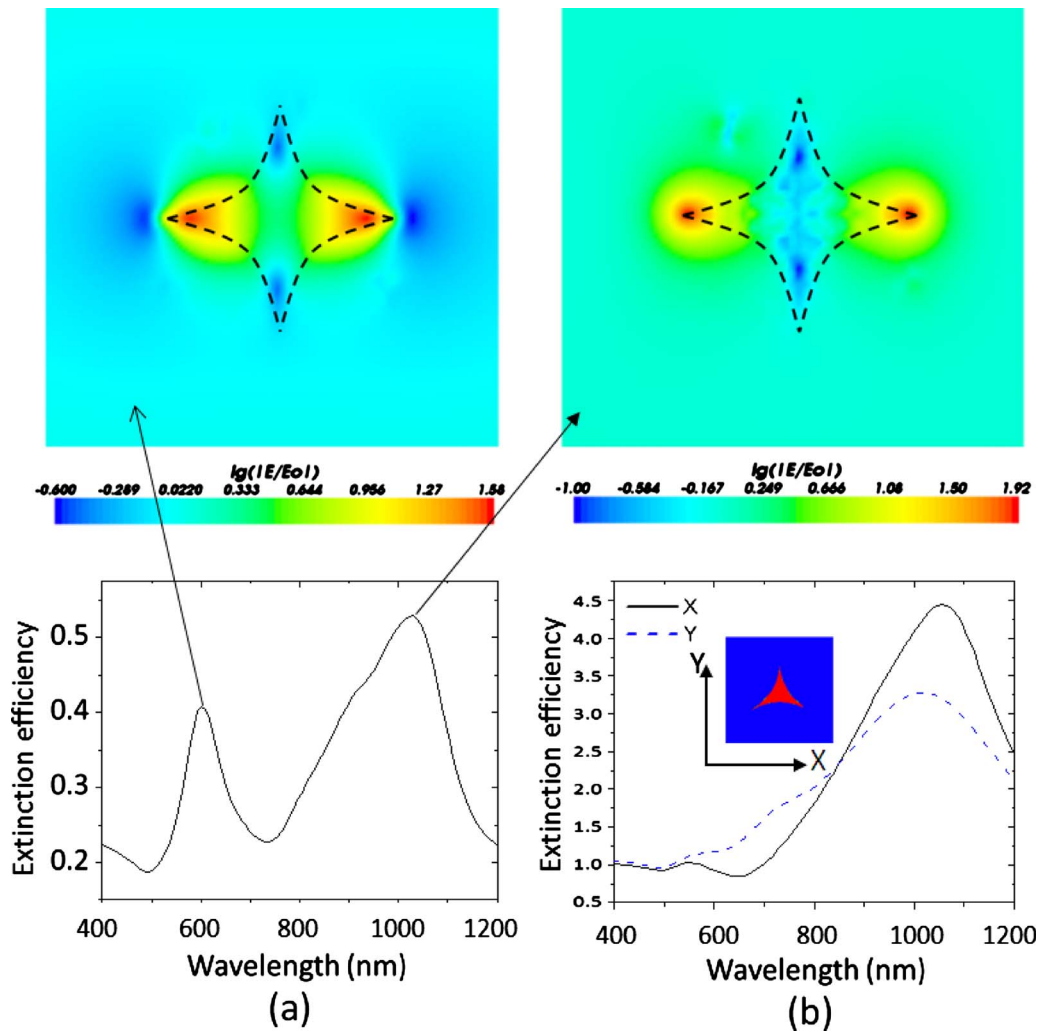 lg(|E/Eo|)
-0.600 -0.289 0.0220 0.333 0.644 0.956 1.27 1.58
lg(|E/Eo|)
-1.00 -0.584 -0.167 0.249 0.666 1.08 1.50 1.92
Extinction efficiency
0.5
0.4
0.3
0.2
400 600 800 1000 1200
Wavelength (nm)
(a)
Extinction efficiency
4.5
4.0
3.5
3.0
2.5
2.0
1.5
1.0
0.5
X
Y
Y
X
400 600 800 1000 1200
Wavelength (nm)
(b)